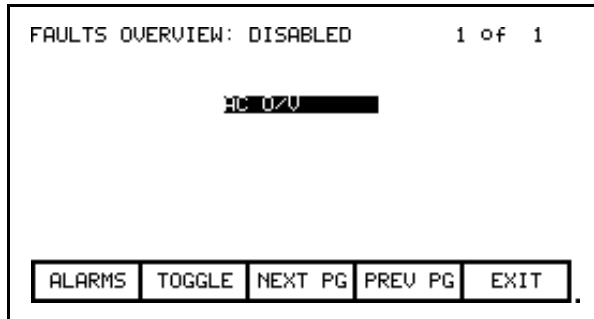 FAULTS OVERVIEW: DISABLED 1 of 1
AC O/V
ALARMS TOGGLE NEXT PG PREV PG EXIT